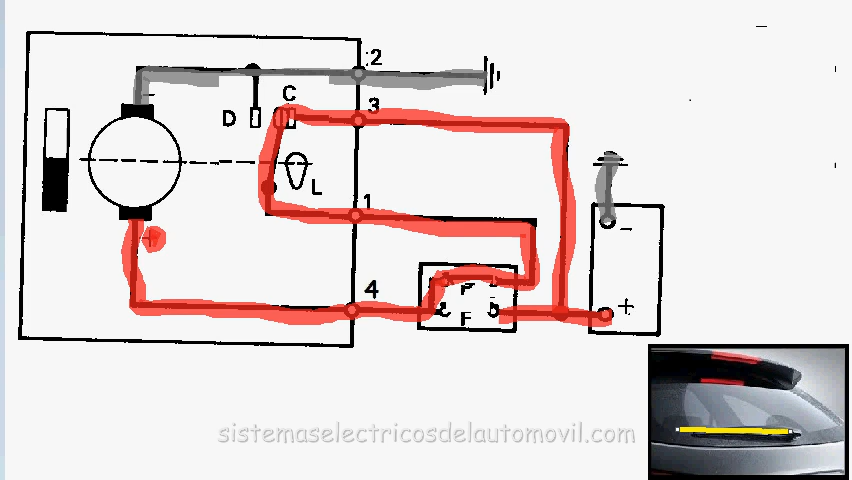 2
C
D
3
L
1
4
P
F
-
+
-
+
sistemaselectricosdelautomovil.com